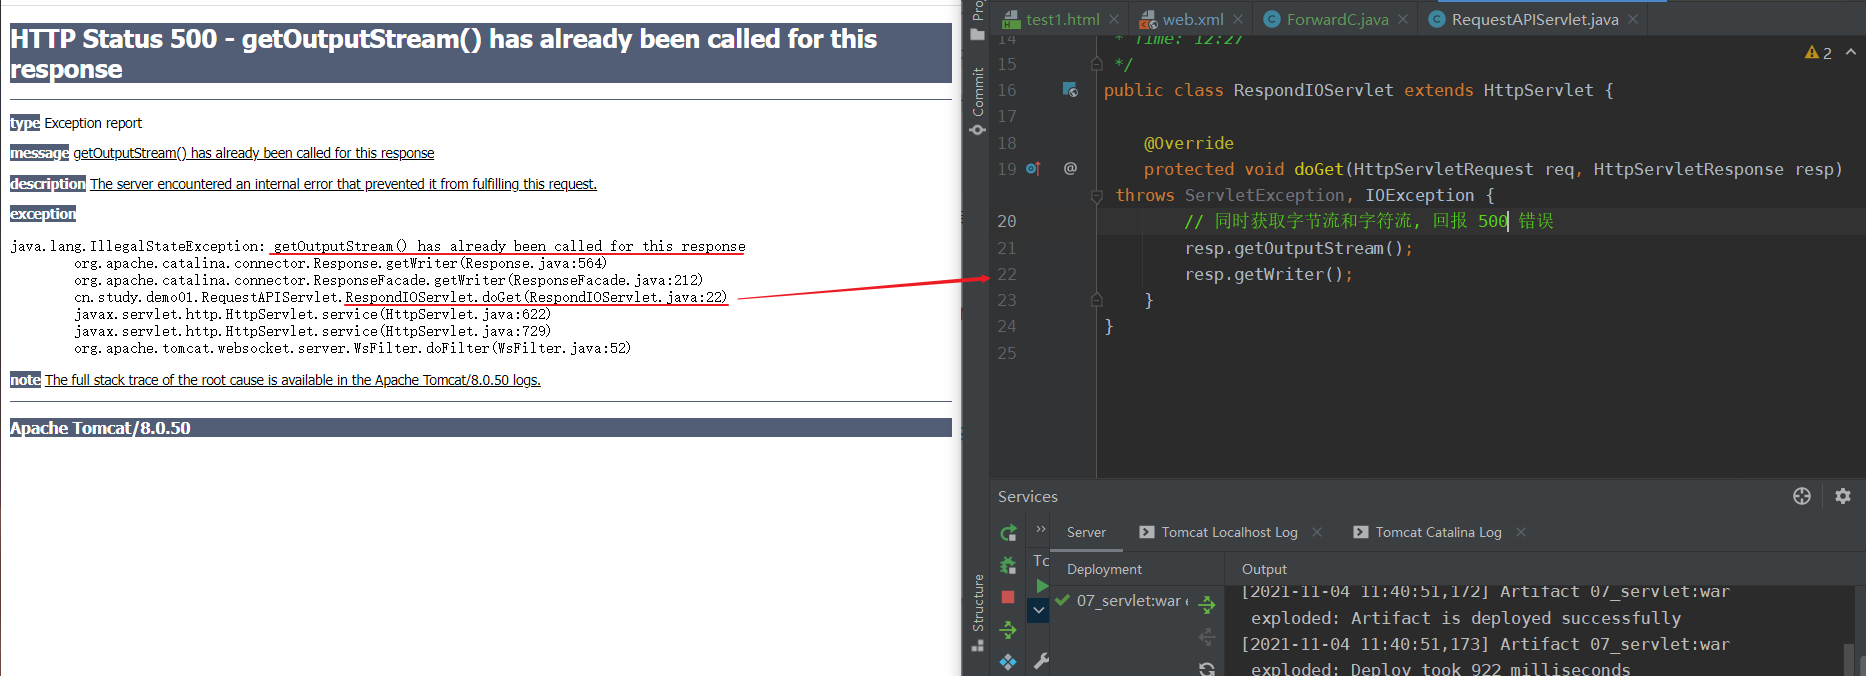 HTTP Status 500 - getOutputStream() has already been called for this
response
type Exception report
message getOutputStream() has already been called for this response
description The server encountered an internal error that prevented it from fulfilling this request.
exception
java.lang.IllegalStateException: getOutputStream() has already been called for this response
org.apache.catalina.connector.Response.getWriter(Response.java:564)
org.apache.catalina.connector.ResponseFacade.getWriter(ResponseFacade.java:212)
cn.study.demo01.RequestAPIServlet.RespondIOServlet.doGet(RespondIOServlet.java:22)
javax.servlet.http.HttpServlet.service(HttpServlet.java:622)
javax.servlet.http.HttpServlet.service(HttpServlet.java:729)
org.apache.tomcat.websocket.server.WsFilter.doFilter(WsFilter.java:52)
note The full stack trace of the root cause is available in the Apache Tomcat/8.0.50 logs.
Apache Tomcat/8.0.50
Commit
Structure
test1.html
web.xml
ForwardC.java
RequestAPIServlet.java
2
14 * Time: 12:27
15 */
16 public class RespondIOServlet extends HttpServlet {
17
18 @Override
19 @ protected void doGet(HttpServletRequest req, HttpServletResponse resp)
throws ServletException, IOException {
20 // 同时获取字节流和字符流, 回报 500 错误
21 resp.getOutputStream();
22 resp.getWriter();
23 }
24 }
25
Services
Server
Tomcat Localhost Log
Tomcat Catalina Log
Deployment
Output
07_servlet:war
[2021-11-04 11:40:51,172] Artifact 07_servlet:war
exploded: Artifact is deployed successfully
[2021-11-04 11:40:51,173] Artifact 07_servlet:war
exploded: Deploy took 922 milliseconds